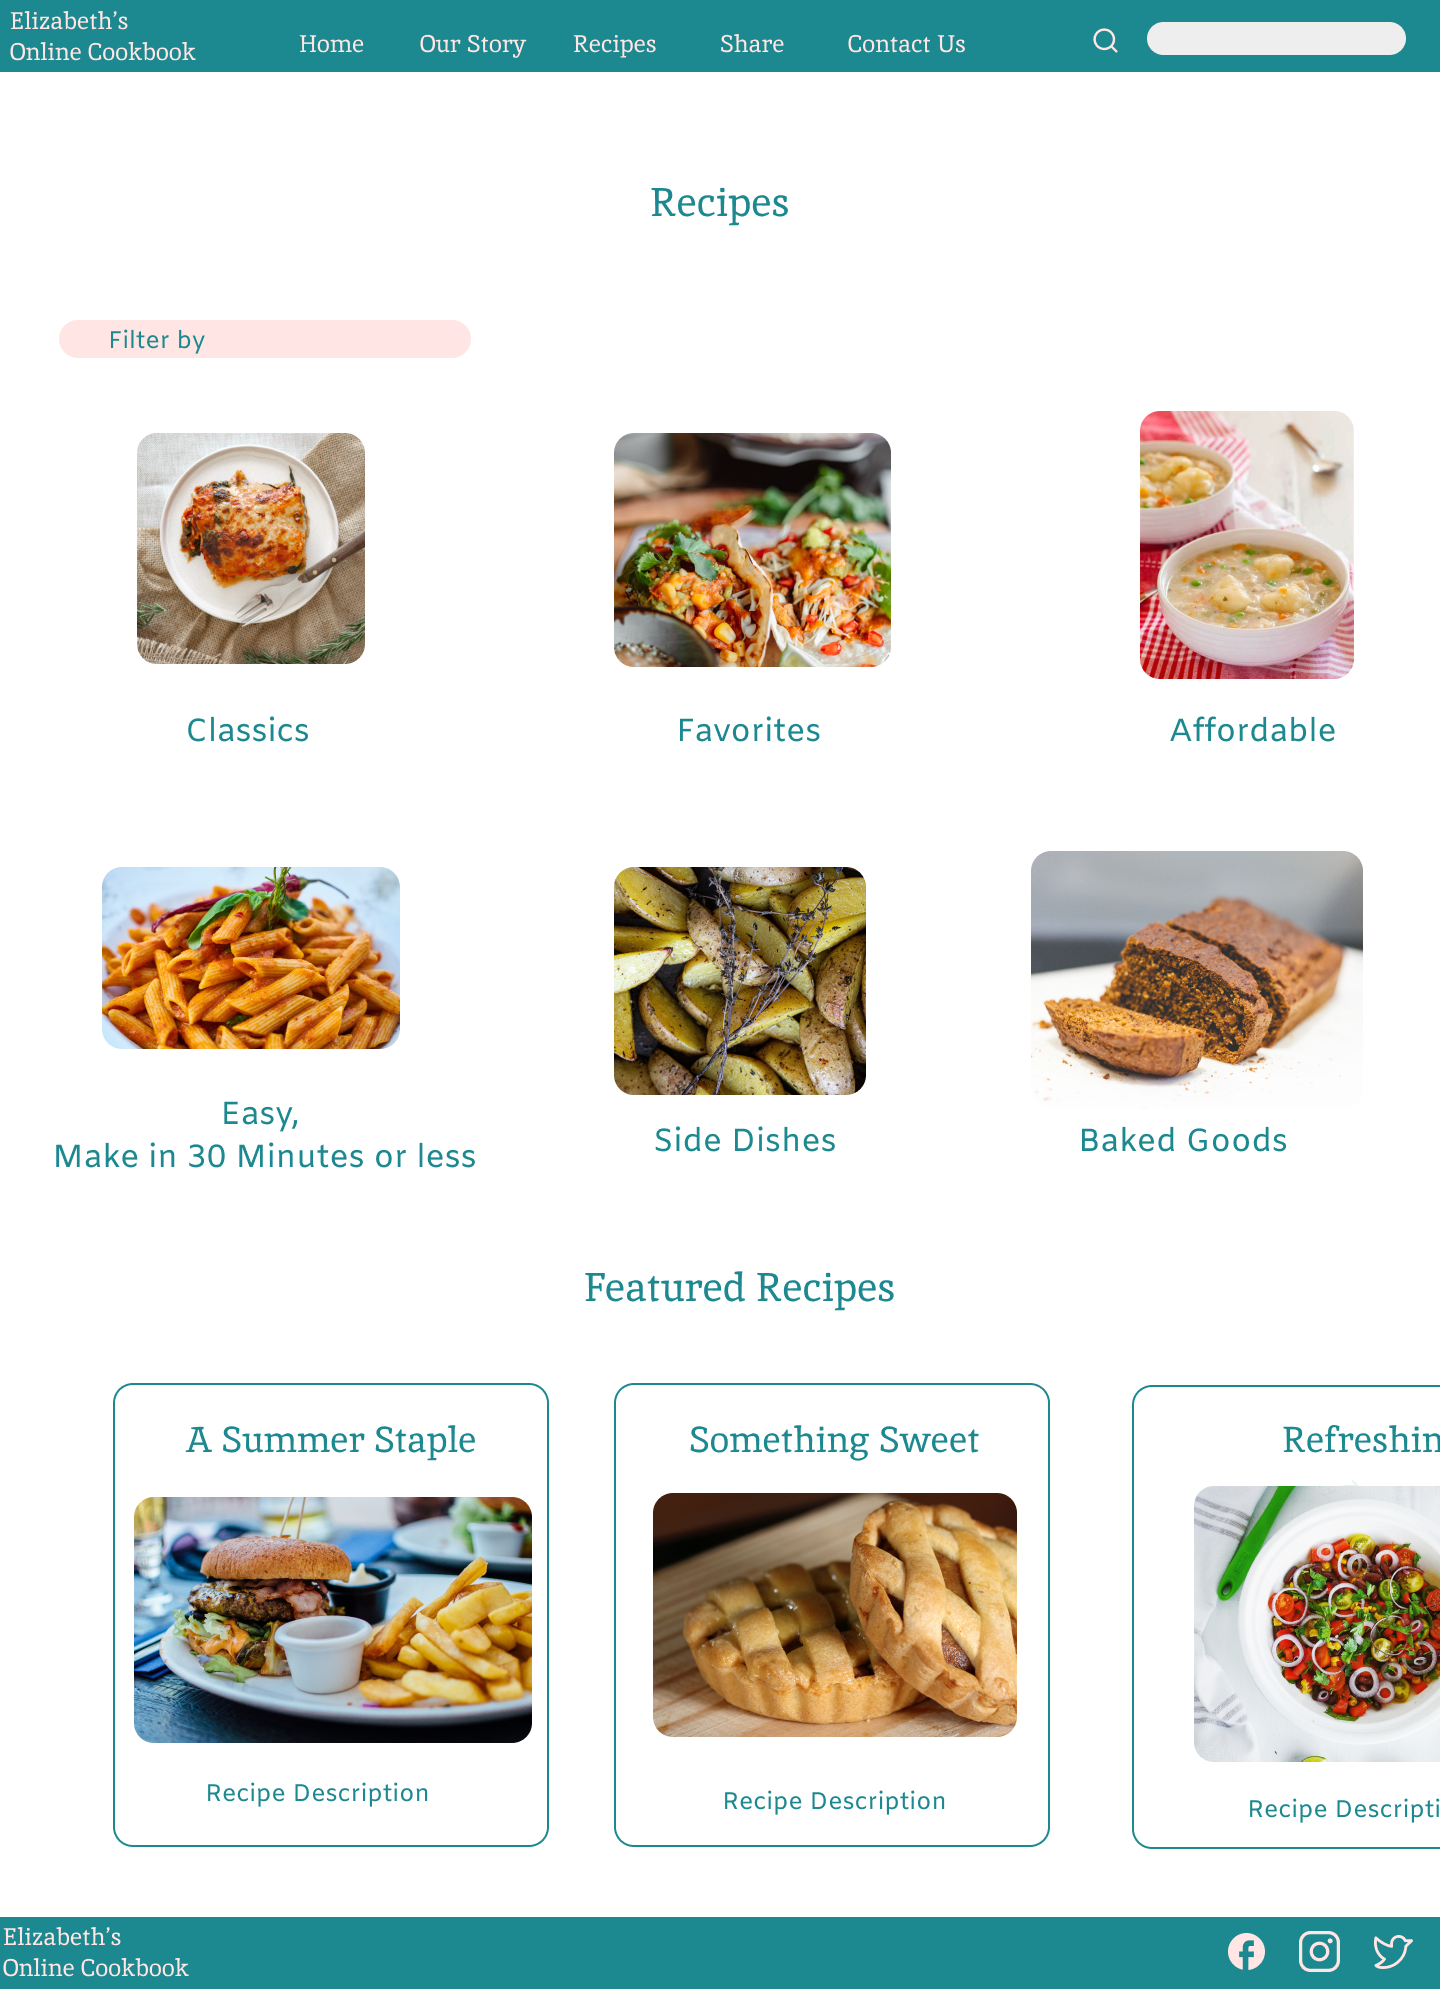 Elizabeth’s
Online Cookbook
Home
Our Story
Recipes
Share
Contact Us
Recipes
Filter by
Classics
Favorites
Affordable
Easy,
Make in 30 Minutes or less
Side Dishes
Baked Goods
Featured Recipes
A Summer Staple
Something Sweet
Refreshin
Recipe Description
Recipe Description
Recipe Descripti
Elizabeth’s
Online Cookbook